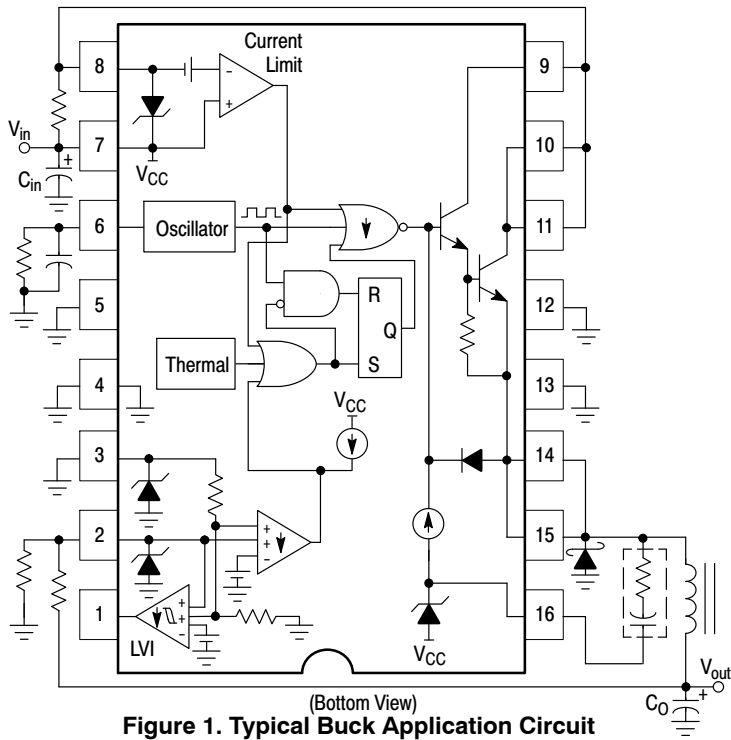 Current
Limit
8
9
V_in
7
10
V_CC
C_in
6
Oscillator
11
5
R
12
Q
4
Thermal
S
13
V_CC
3
14
2
15
1
16
LVI
V_CC
V_out
C_O
(Bottom View)
Figure 1. Typical Buck Application Circuit